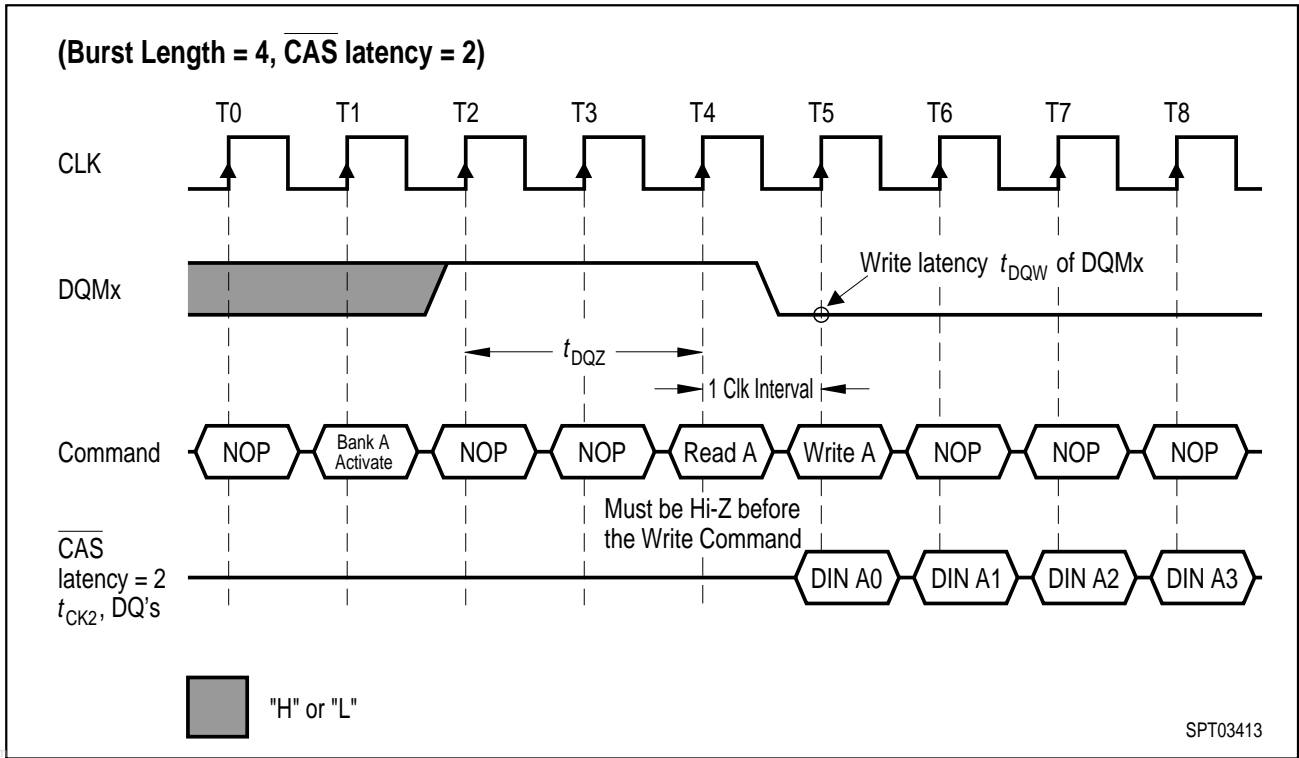 (Burst Length = 4, CAS latency = 2)
T0 T1 T2 T3 T4 T5 T6 T7 T8
CLK
Write latency tDQW of DQMx
DQMx
tDQZ
1 Clk Interval
Command NOP Bank A Activate NOP NOP Read A Write A NOP NOP NOP
Must be Hi-Z before
the Write Command
CAS
latency = 2
tCK2, DQ's
DIN A0 DIN A1 DIN A2 DIN A3
"H" or "L"
SPT03413